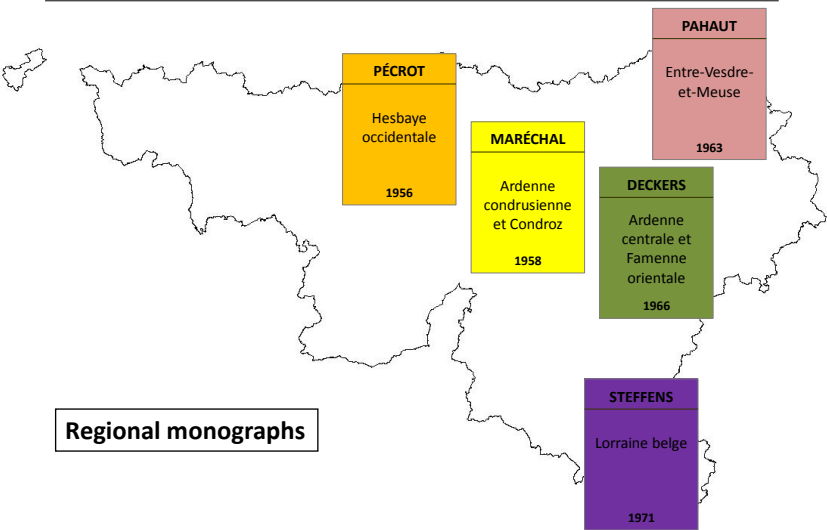 PAHAUT
Entre-Vesdre-
et-Meuse
1963
PÉCROT
Hesbaye
occidentale
1956
MARÉCHAL
Ardenne
condrusienne
et Condroz
1958
DECKERS
Ardenne
centrale et
Famenne
orientale
1966
STEFFENS
Lorraine belge
1971
Regional monographs